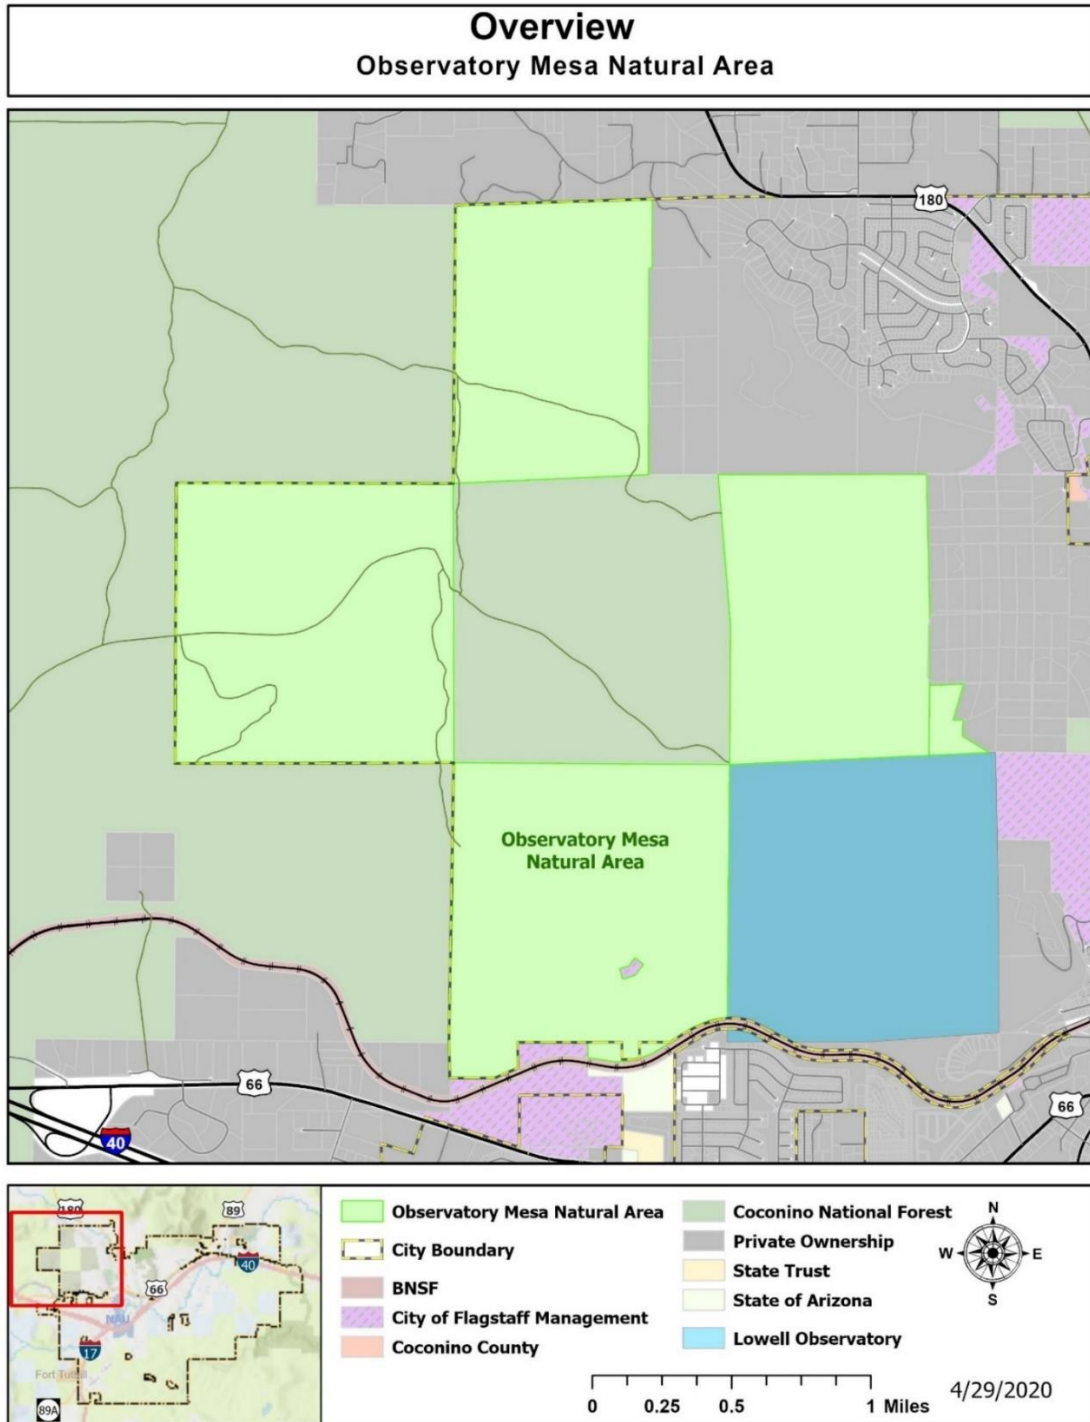 Overview
Observatory Mesa Natural Area
180
Observatory Mesa
Natural Area
66
40
66
180
89
40
66
NAU
17
89A
Observatory Mesa Natural Area
City Boundary
BNSF
City of Flagstaff Management
Coconino County
Coconino National Forest
Private Ownership
State Trust
State of Arizona
Lowell Observatory
N
W E
S
0 0.25 0.5 1 Miles
4/29/2020